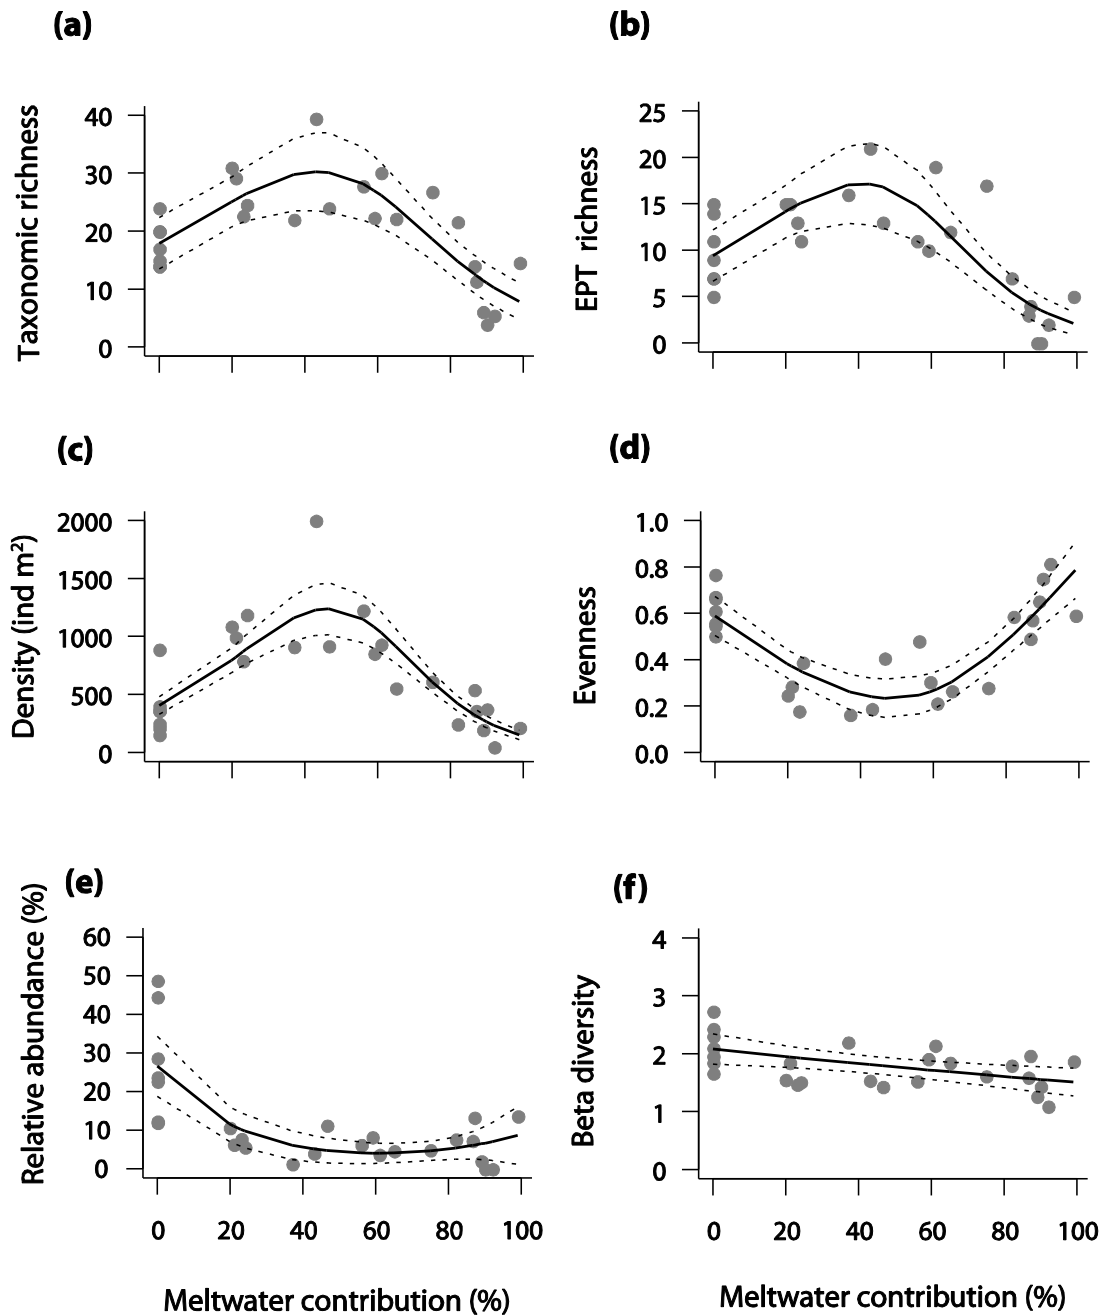 (a)
Taxonomic richness
40
30
20
10
0
(b)
EPT richness
25
20
15
10
5
0
(c)
Density (ind m²)
2000
1500
1000
500
0
(d)
Evenness
1.0
0.8
0.6
0.4
0.2
0.0
(e)
Relative abundance (%)
60
50
40
30
20
10
0
0 20 40 60 80 100
Meltwater contribution (%)
(f)
Beta diversity
4
3
2
1
0
0 20 40 60 80 100
Meltwater contribution (%)